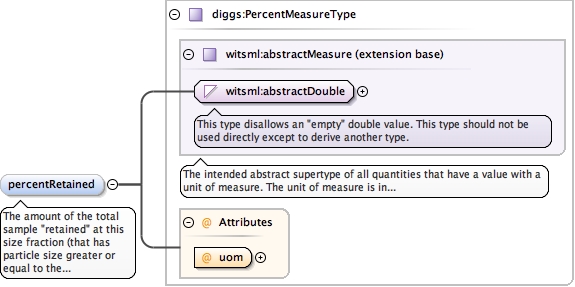 diggs:PercentMeasureType
witsml:abstractMeasure (extension base)
witsml:abstractDouble
This type disallows an "empty" double value. This type should not be
used directly except to derive another type.
The intended abstract supertype of all quantities that have a value with a
unit of measure. The unit of measure is in...
percentRetained
The amount of the total
sample "retained" at this
size fraction (that has
particle size greater or
equal to the...
@ Attributes
@ uom